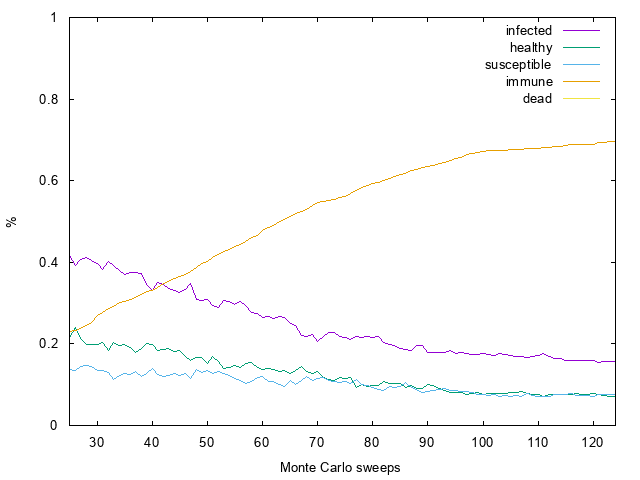 1
0.8
0.6
0.4
0.2
0
%
infected
healthy
susceptible
immune
dead
30 40 50 60 70 80 90 100 110 120
Monte Carlo sweeps